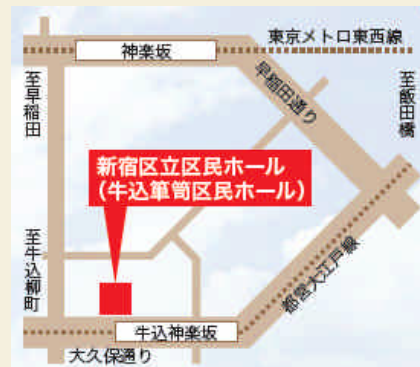 東京メトロ東西線
神楽坂
至早稲田
早稲田通り
至飯田橋
新宿区立区民ホール
(牛込箪笥区民ホール)
至牛込柳町
都営大江戸線
牛込神楽坂
大久保通り